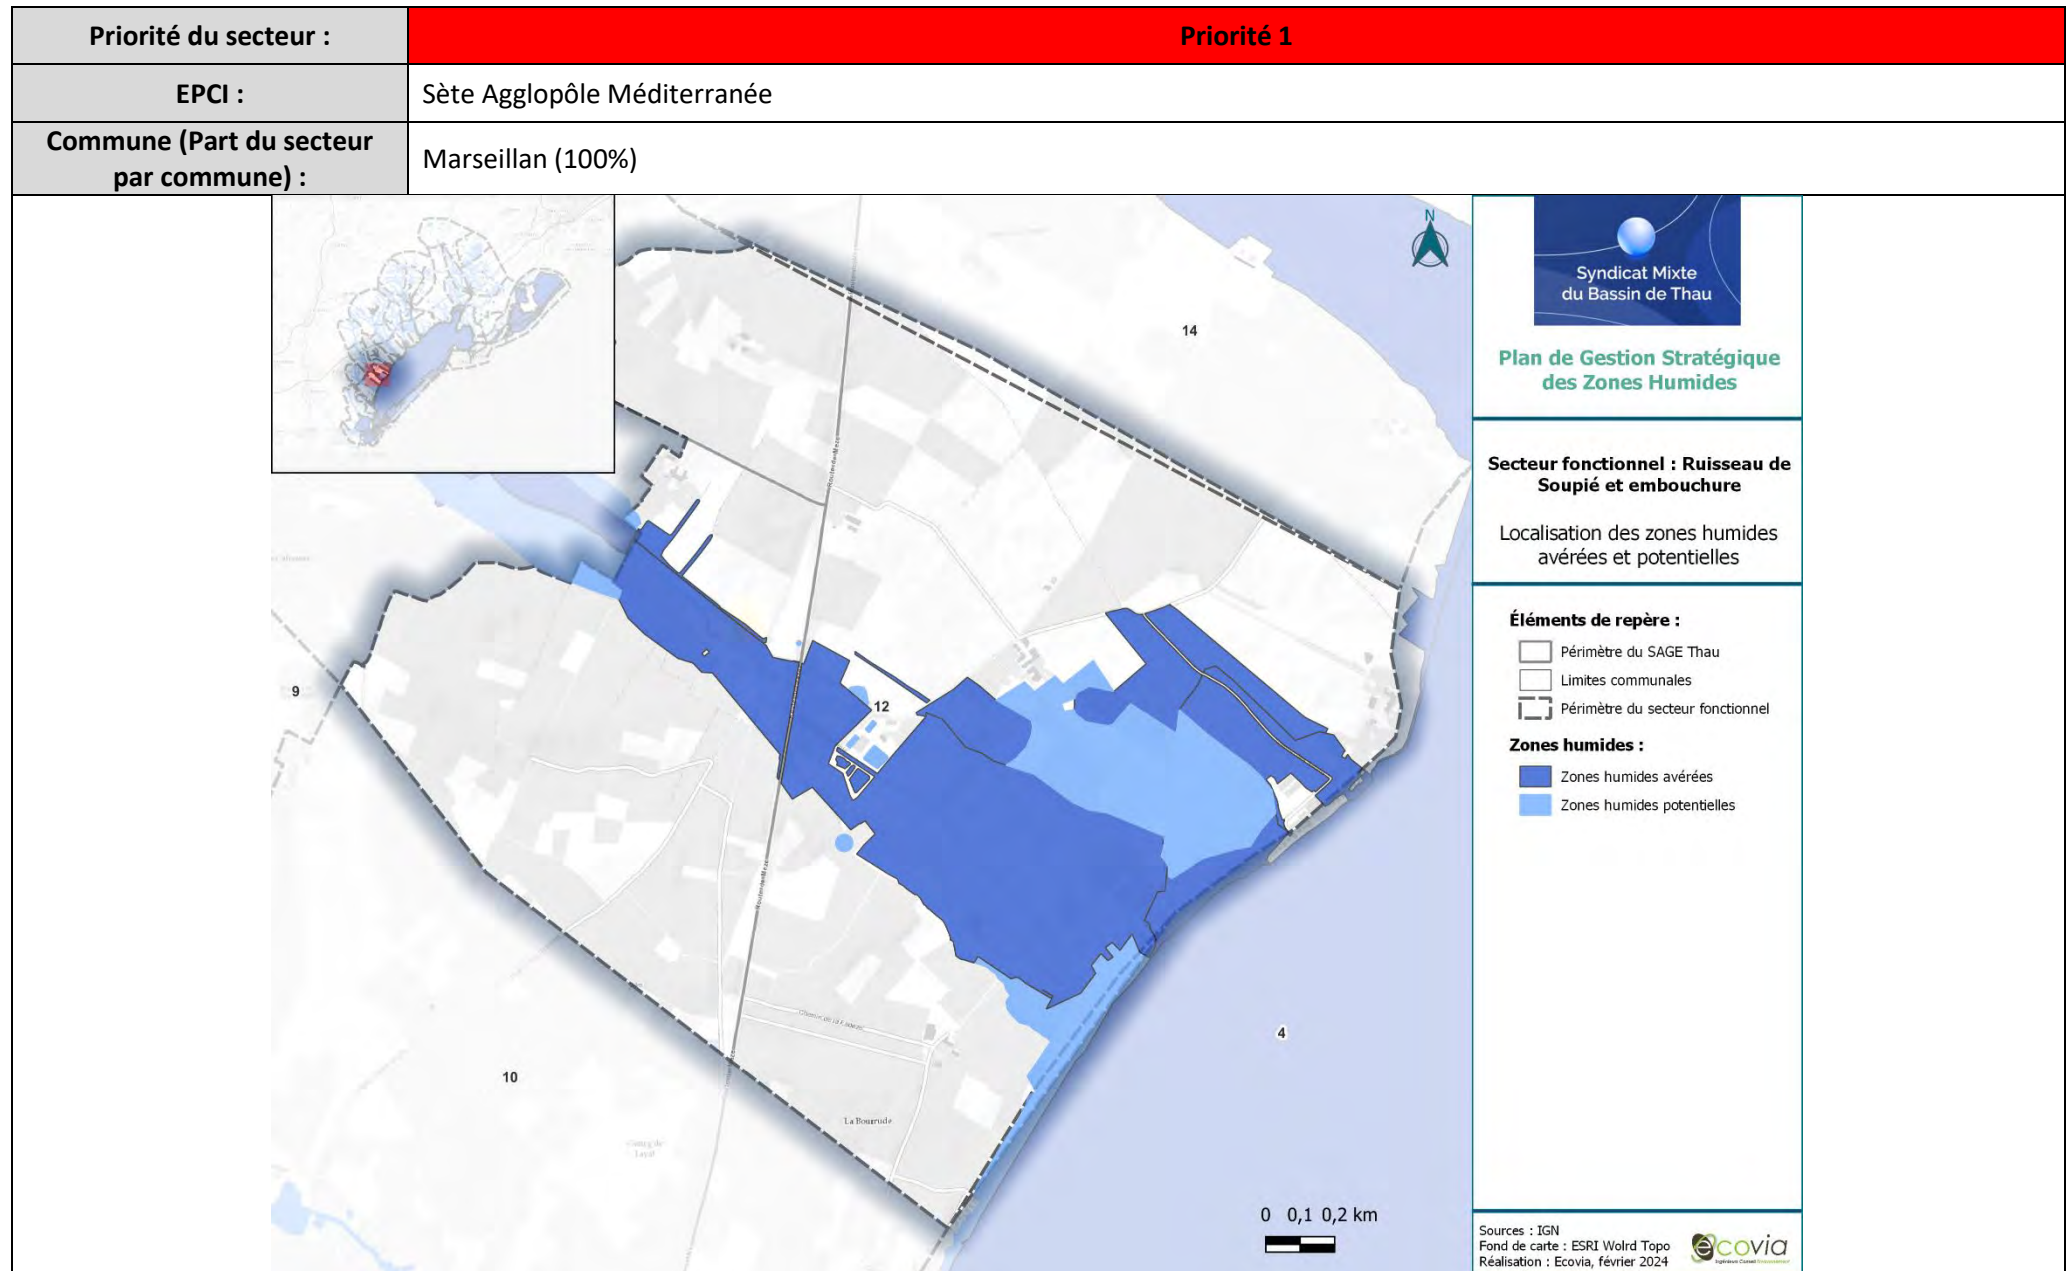 Priorité du secteur :
Priorité 1
EPCI :
Sète Agglopôle Méditerranée
Commune (Part du secteur
par commune) :
Marseillan (100%)
N
14
9
12
10
4
La Bourrude
0 0,1 0,2 km
Syndicat Mixte
du Bassin de Thau
Plan de Gestion Stratégique
des Zones Humides
Secteur fonctionnel : Ruisseau de
Soupié et embouchure
Localisation des zones humides
avérées et potentielles
Éléments de repère :
Périmètre du SAGE Thau
Limites communales
Périmètre du secteur fonctionnel
Zones humides :
Zones humides avérées
Zones humides potentielles
Sources : IGN
Fond de carte : ESRI Wolrd Topo
Réalisation : Ecovia, février 2024
ecovia